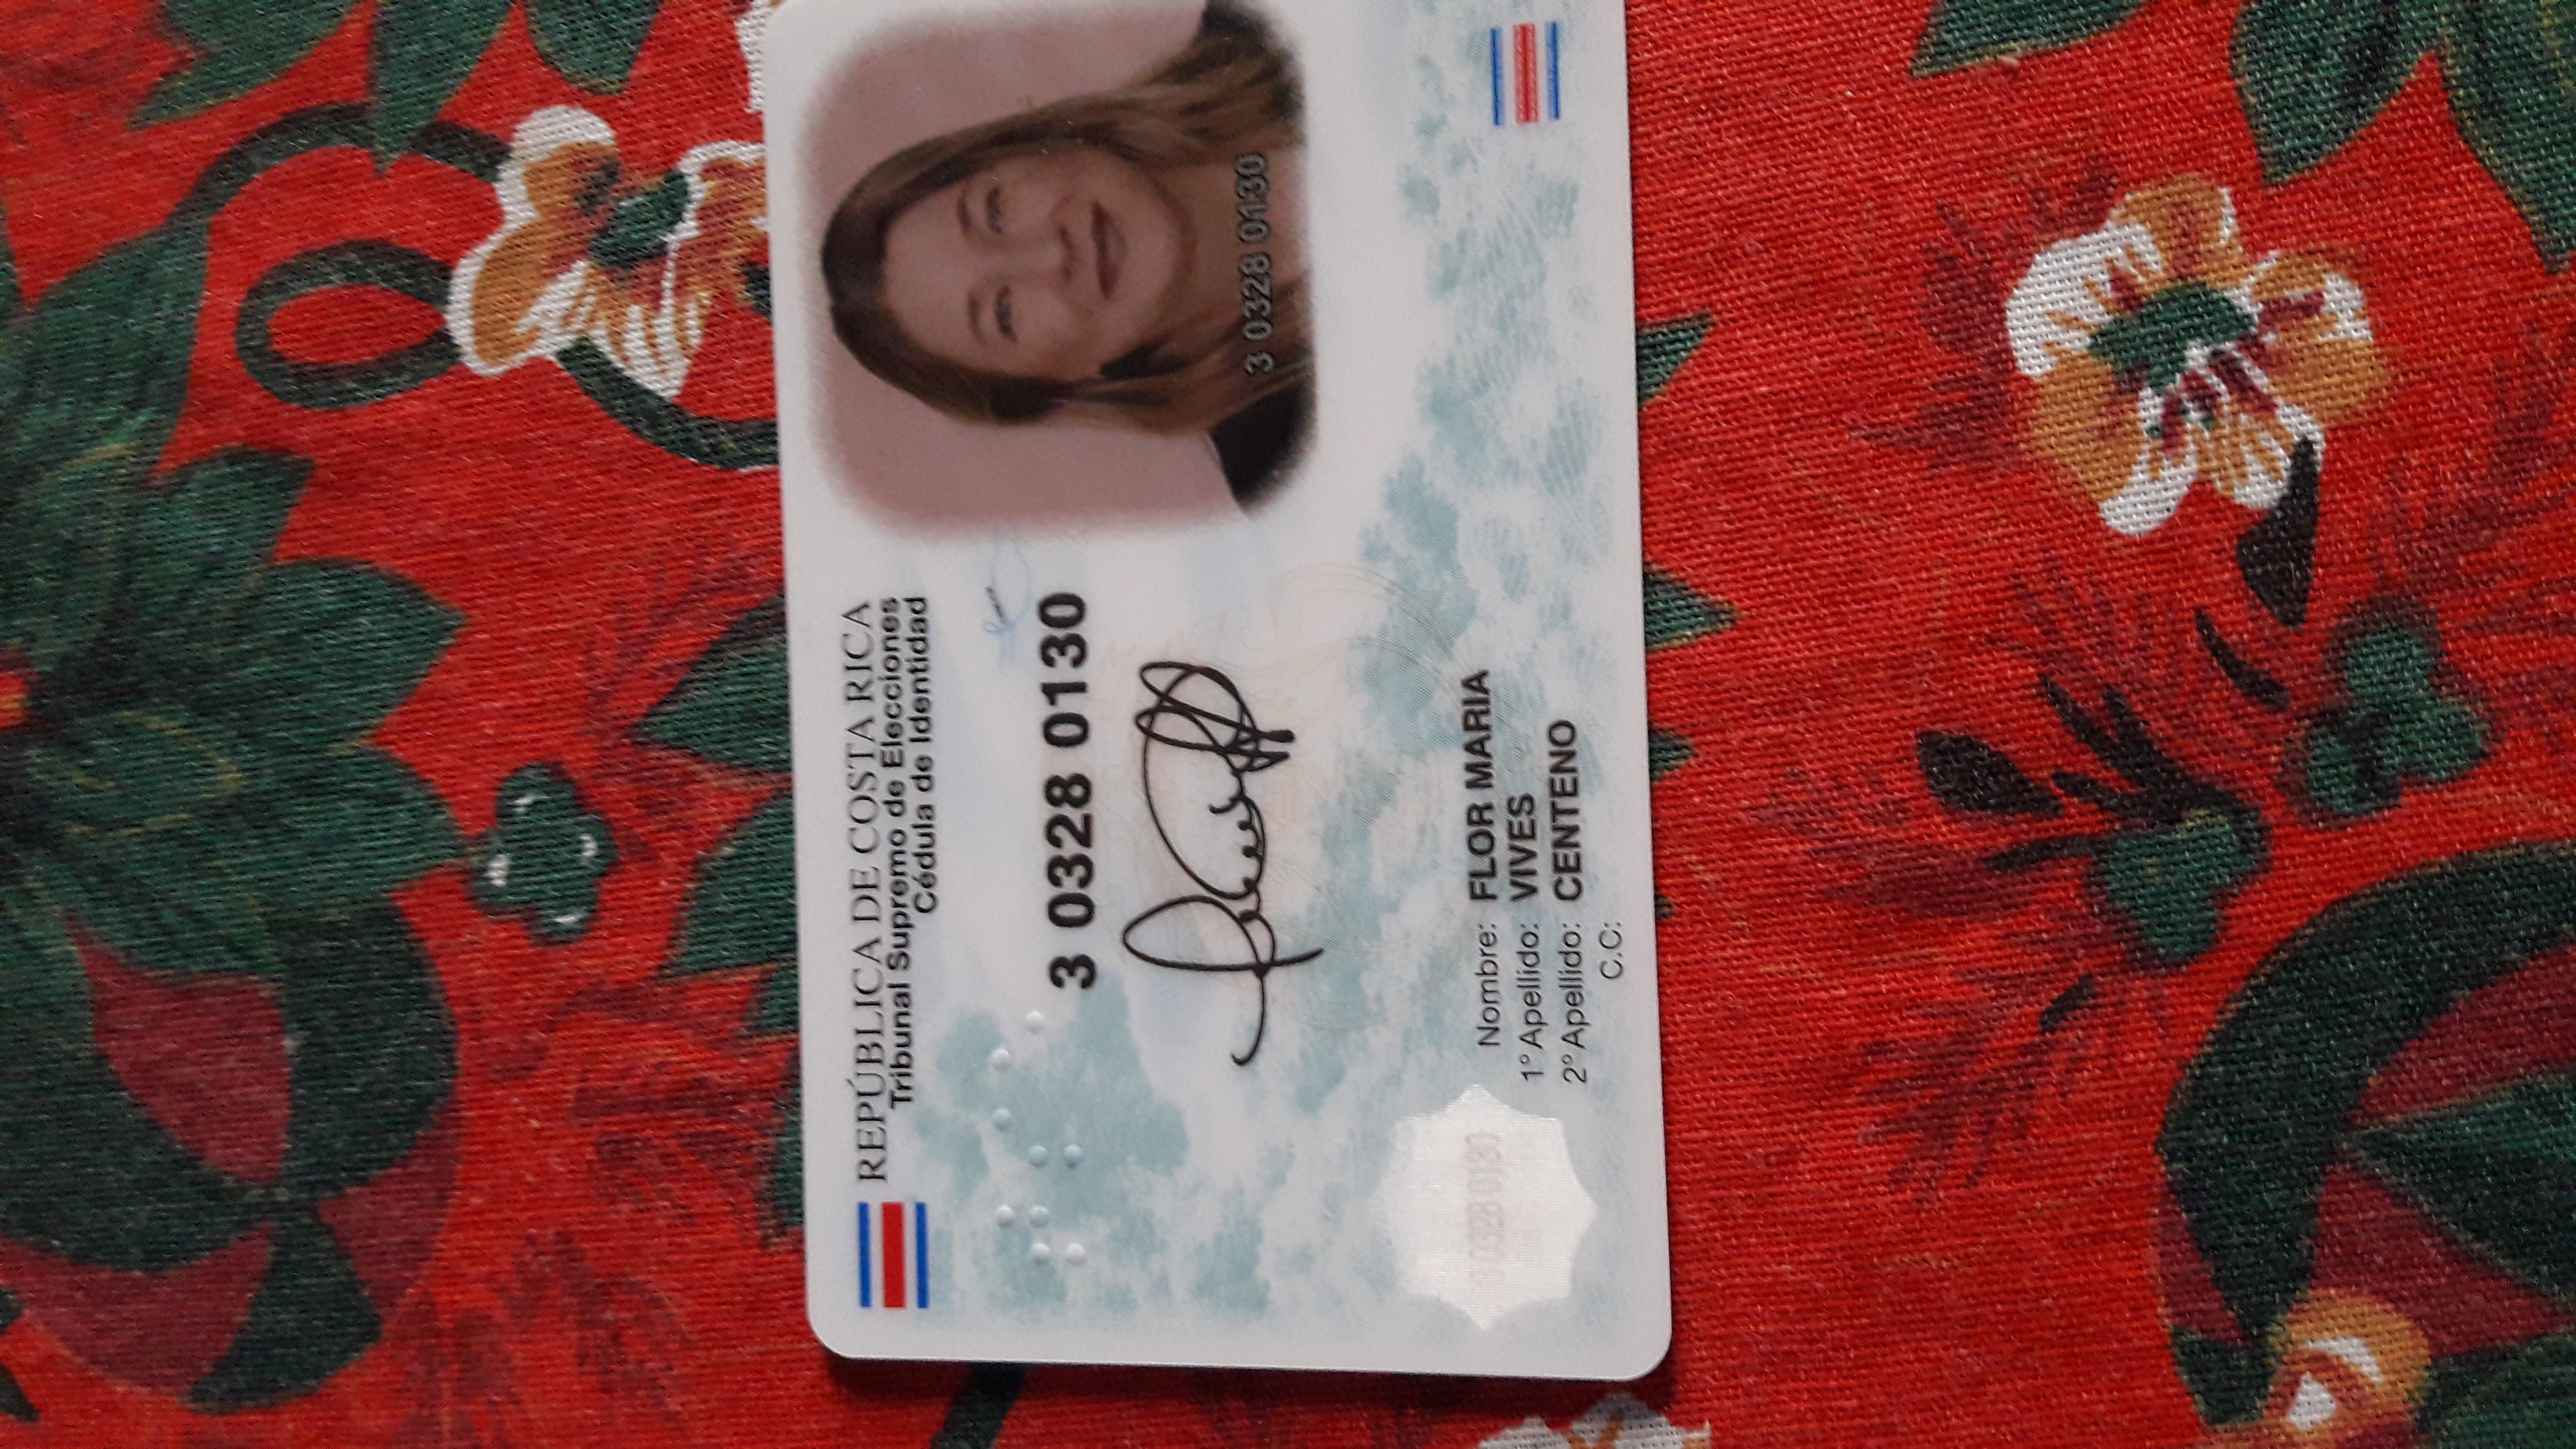 REPÚBLICA DE COSTA RICA
Tribunal Supremo de Elecciones
Cédula de Identidad
3 0328 0130
3 0328 0130
3 0328 0130
Nombre: FLOR MARIA
1° Apellido: VIVES
2° Apellido: CENTENO
C.C: